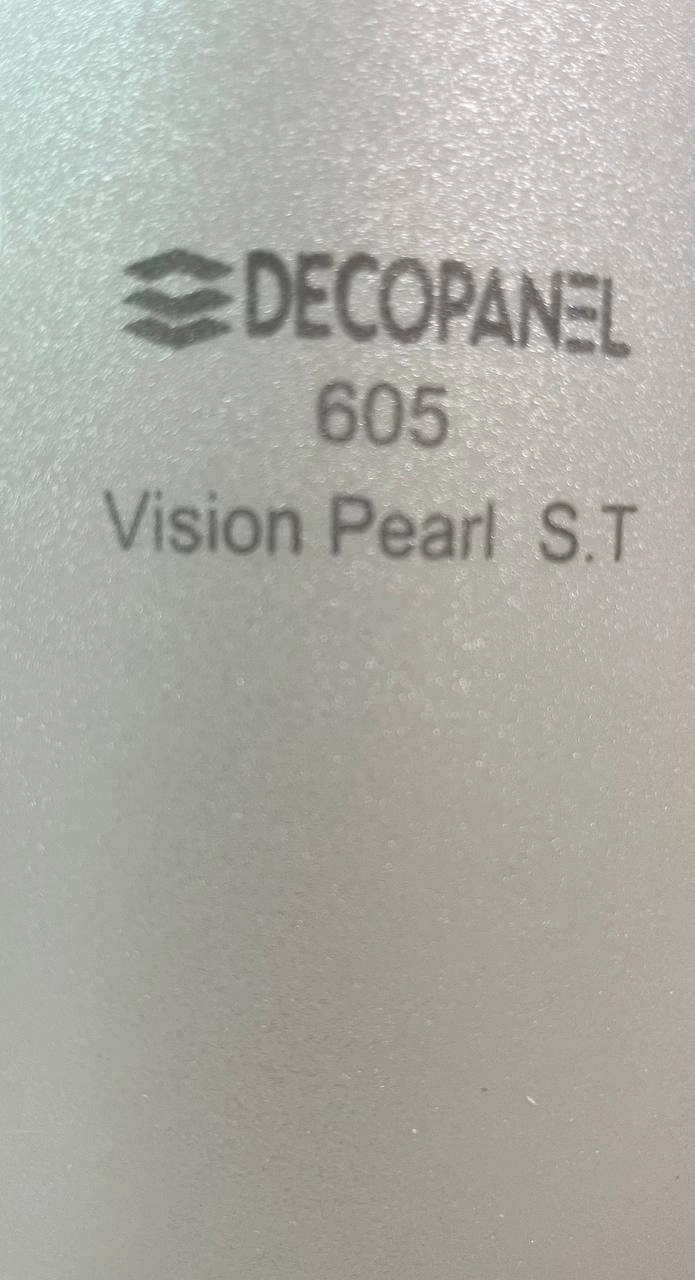 DECOPANEL
605
Vision Pearl S.T